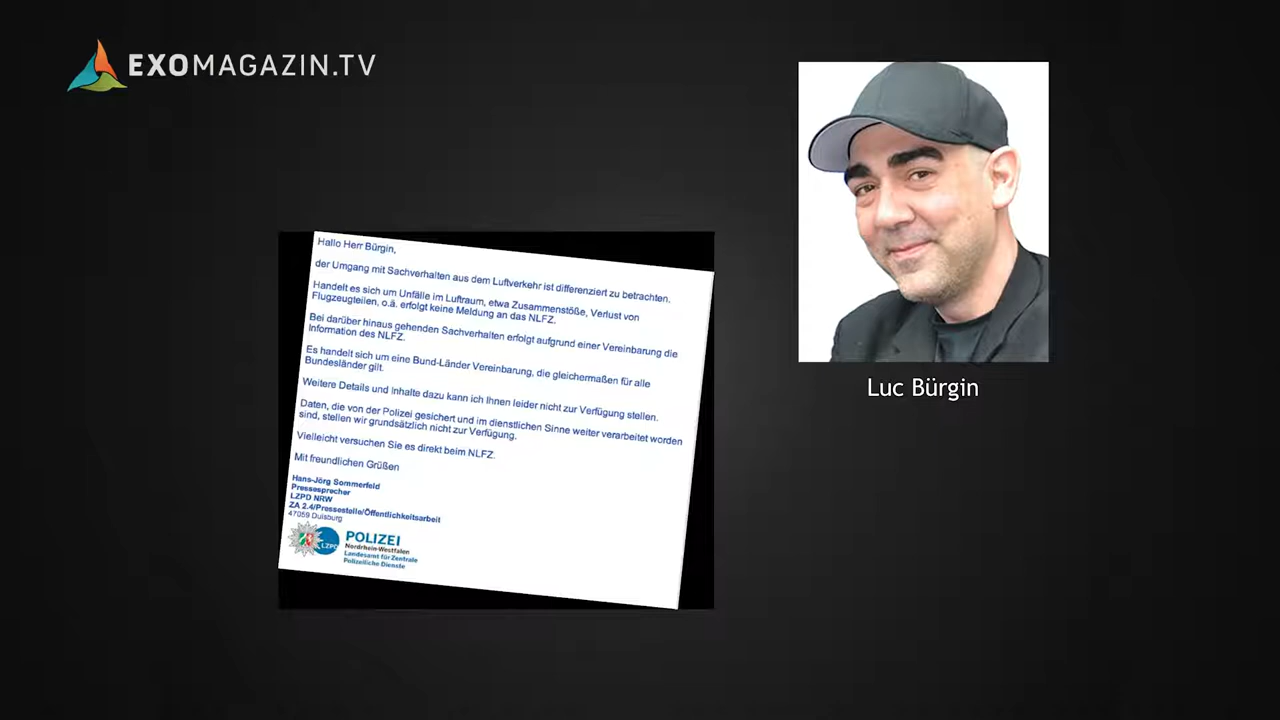 EXOMAGAZIN.TV
Hallo Herr Bürgin,
der Umgang mit Sachverhalten aus dem Luftverkehr ist differenziert zu betrachten.
Handelt es sich um Unfälle im Luftraum, etwa Zusammenstöße, Verlust von
Flugzeugteilen, o.ä. erfolgt keine Meldung an das NLFZ.
Bei darüber hinaus gehenden Sachverhalten erfolgt aufgrund einer Vereinbarung die
Information des NLFZ.
Es handelt sich um eine Bund-Länder Vereinbarung, die gleichermaßen für alle
Bundesländer gilt.
Weitere Details und Inhalte dazu kann ich Ihnen leider nicht zur Verfügung stellen.
Daten, die von der Polizei gesichert und im dienstlichen Sinne weiter verarbeitet worden
sind, stellen wir grundsätzlich nicht zur Verfügung.
Vielleicht versuchen Sie es direkt beim NLFZ.
Mit freundlichen Grüßen
Hans-Jörg Sommerfeld
Pressesprecher
LZPD NRW
ZA 2.4/Pressestelle/Öffentlichkeitsarbeit
47059 Duisburg
LZPD
POLIZEI
Nordrhein-Westfalen
Landesamt für Zentrale
Polizeiliche Dienste
Luc Bürgin